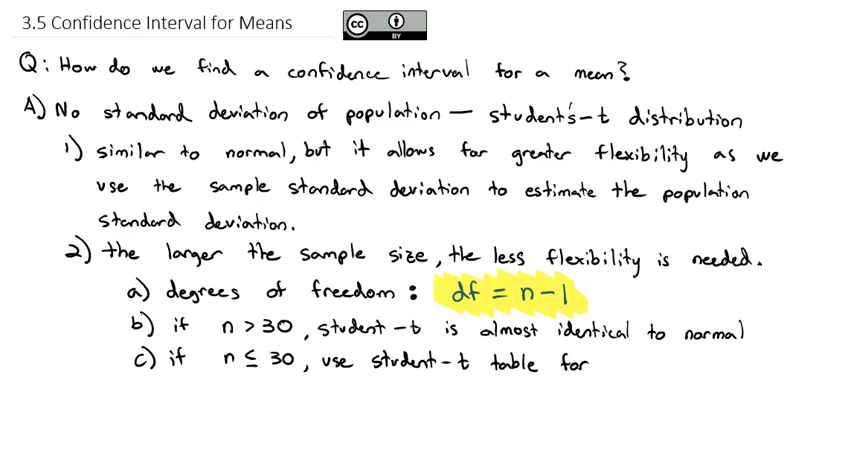 3.5 Confidence Interval for Means
cc BY
Q: How do we find a confidence interval for a mean?
A) No standard deviation of population — student's-t distribution
1) similar to normal, but it allows for greater flexibility as we
use the sample standard deviation to estimate the population
standard deviation.
2) the larger the sample size, the less flexibility is needed.
a) degrees of freedom: df = n-1
b) if n > 30, student-t is almost identical to normal
c) if n ≤ 30, use student-t table for